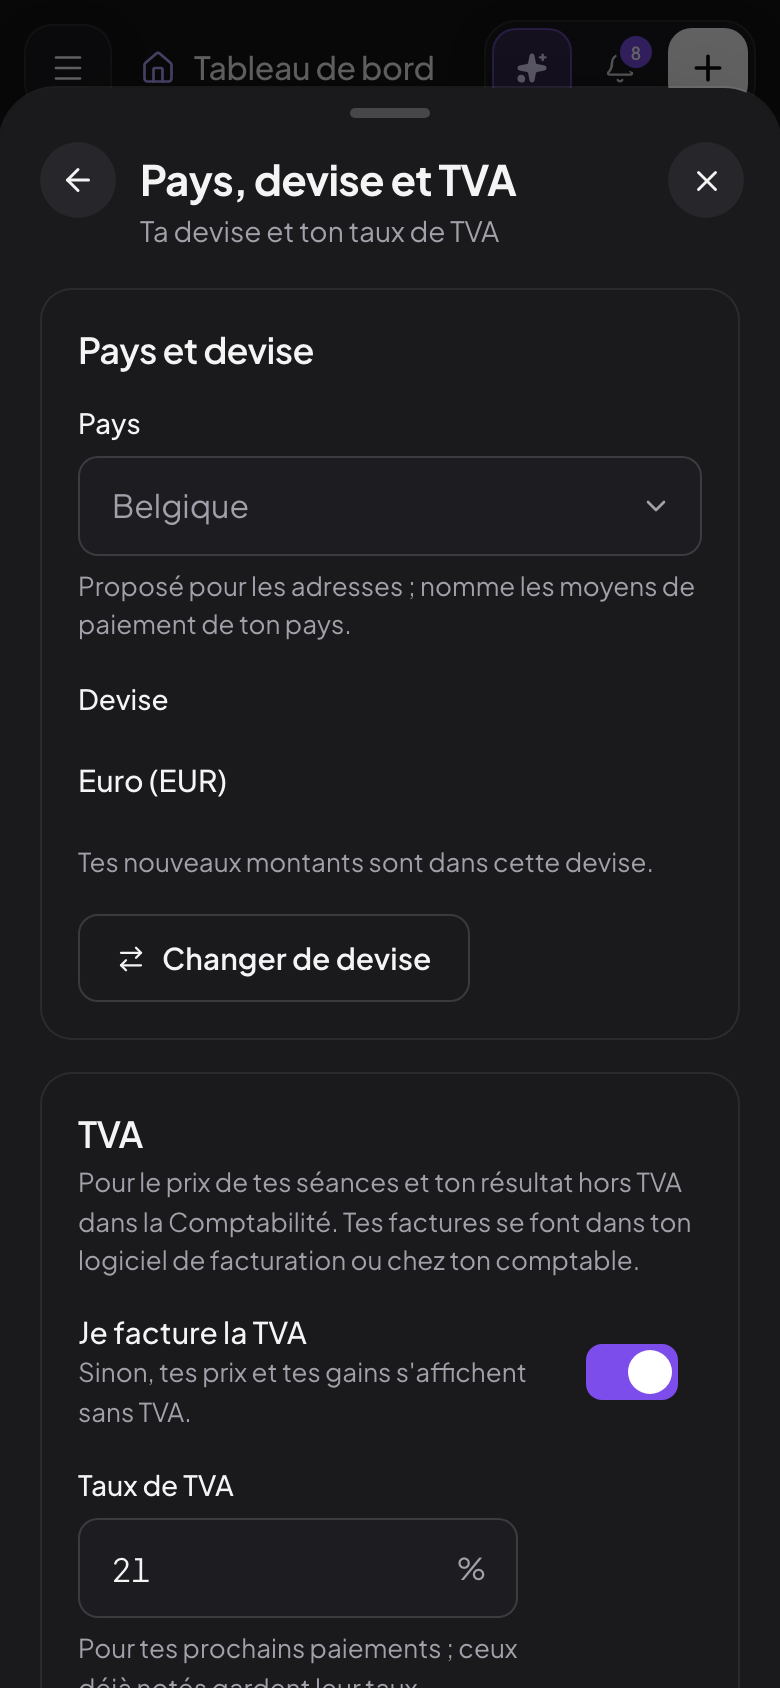 Tableau de bord
8
Pays, devise et TVA
Ta devise et ton taux de TVA
Pays et devise
Pays
Belgique
Proposé pour les adresses ; nomme les moyens de
paiement de ton pays.
Devise
Euro (EUR)
Tes nouveaux montants sont dans cette devise.
Changer de devise
TVA
Pour le prix de tes séances et ton résultat hors TVA
dans la Comptabilité. Tes factures se font dans ton
logiciel de facturation ou chez ton comptable.
Je facture la TVA
Sinon, tes prix et tes gains s'affichent
sans TVA.
Taux de TVA
21 %
Pour tes prochains paiements ; ceux
déjà notés gardent leur taux.